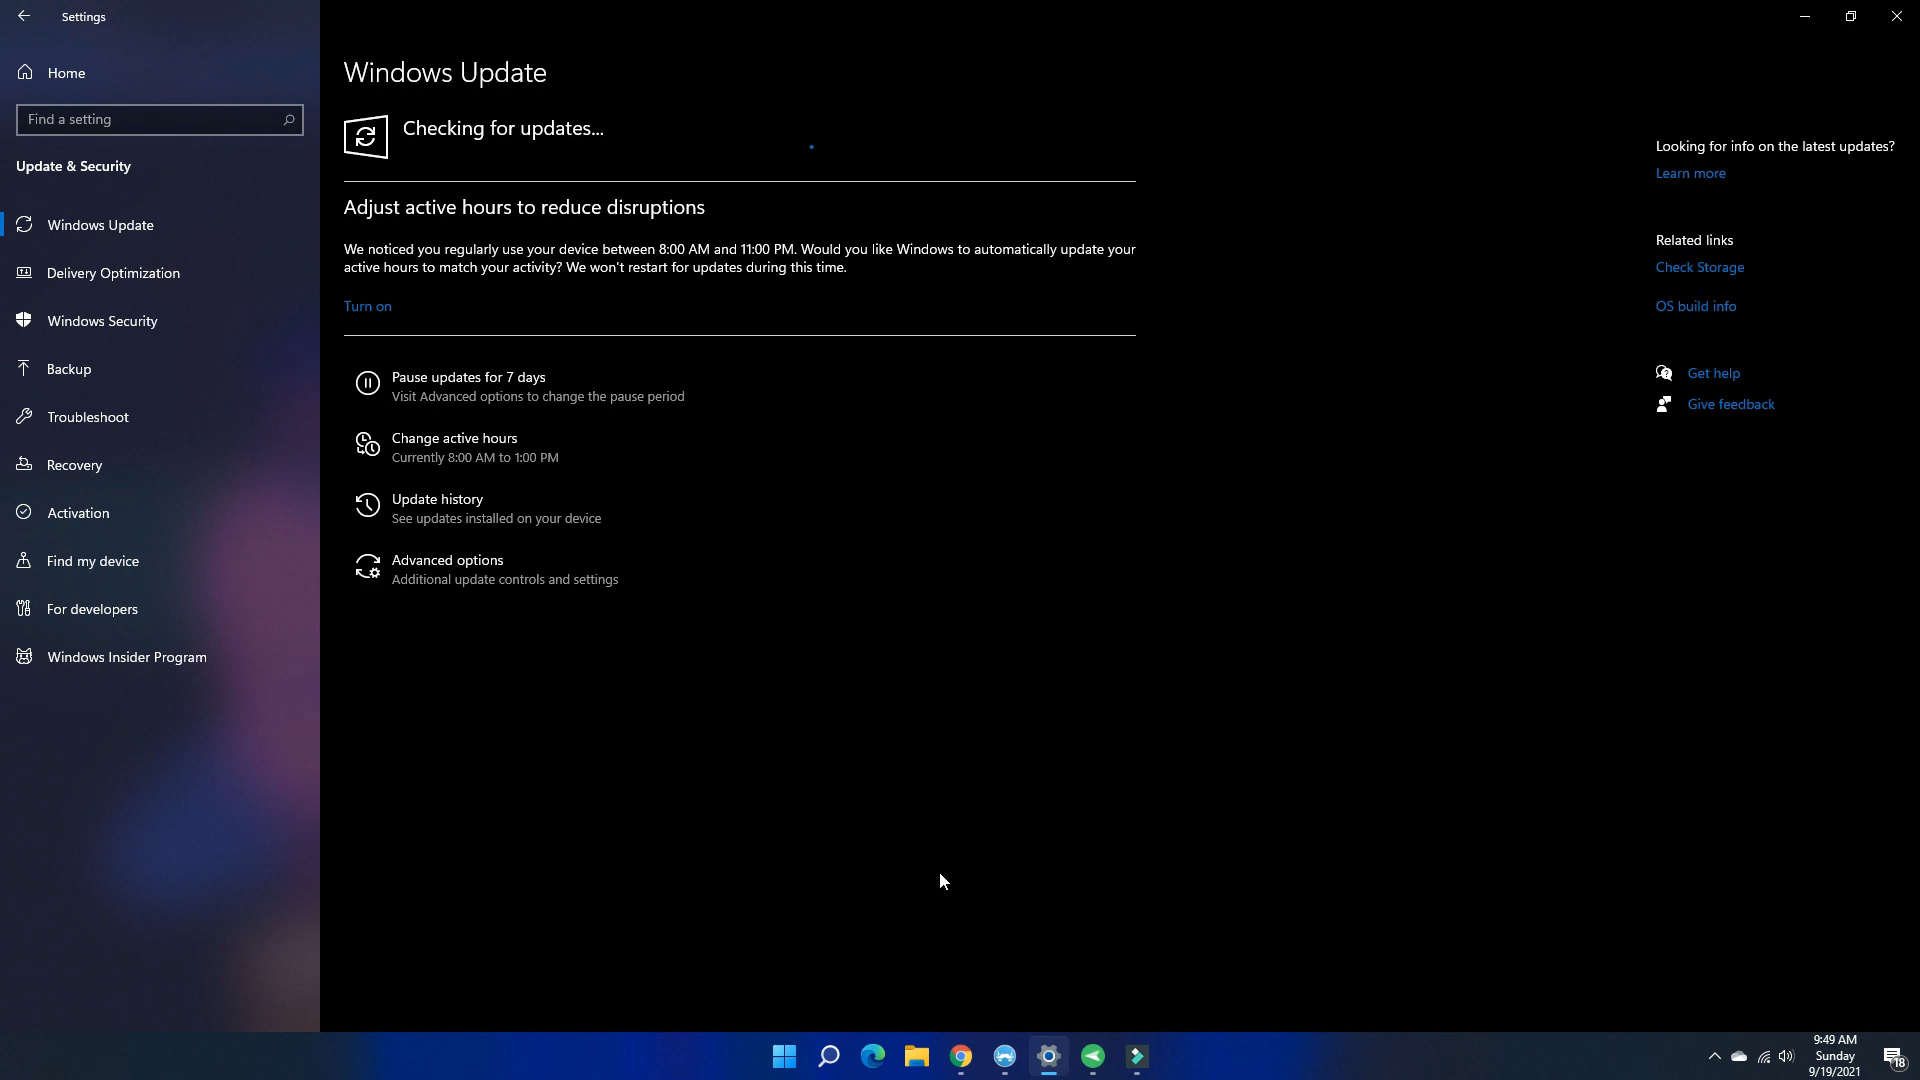 Settings
Home
Find a setting
Update & Security
Windows Update
Delivery Optimization
Windows Security
Backup
Troubleshoot
Recovery
Activation
Find my device
For developers
Windows Insider Program
Windows Update
Checking for updates...
Adjust active hours to reduce disruptions
We noticed you regularly use your device between 8:00 AM and 11:00 PM. Would you like Windows to automatically update your
active hours to match your activity? We won't restart for updates during this time.
Turn on
Pause updates for 7 days
Visit Advanced options to change the pause period
Change active hours
Currently 8:00 AM to 1:00 PM
Update history
See updates installed on your device
Advanced options
Additional update controls and settings
Looking for info on the latest updates?
Learn more
Related links
Check Storage
OS build info
Get help
Give feedback
9:49 AM
Sunday
9/19/2021
18